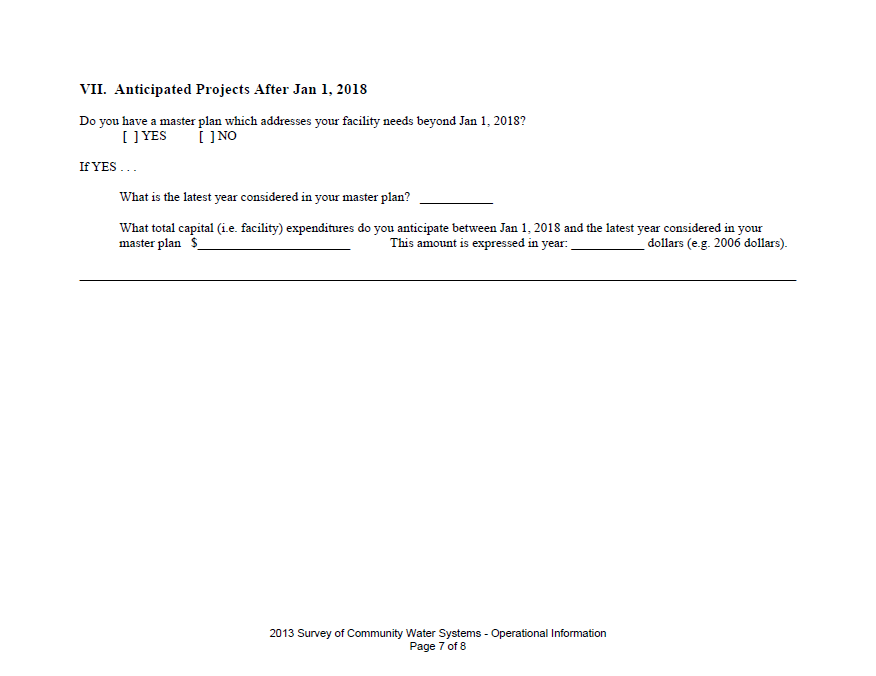 VII. Anticipated Projects After Jan 1, 2018
Do you have a master plan which addresses your facility needs beyond Jan 1, 2018?
[ ] YES [ ] NO
If YES . . .
What is the latest year considered in your master plan? ___________
What total capital (i.e. facility) expenditures do you anticipate between Jan 1, 2018 and the latest year considered in your
master plan $_______________________ This amount is expressed in year: ___________ dollars (e.g. 2006 dollars).
2013 Survey of Community Water Systems - Operational Information
Page 7 of 8